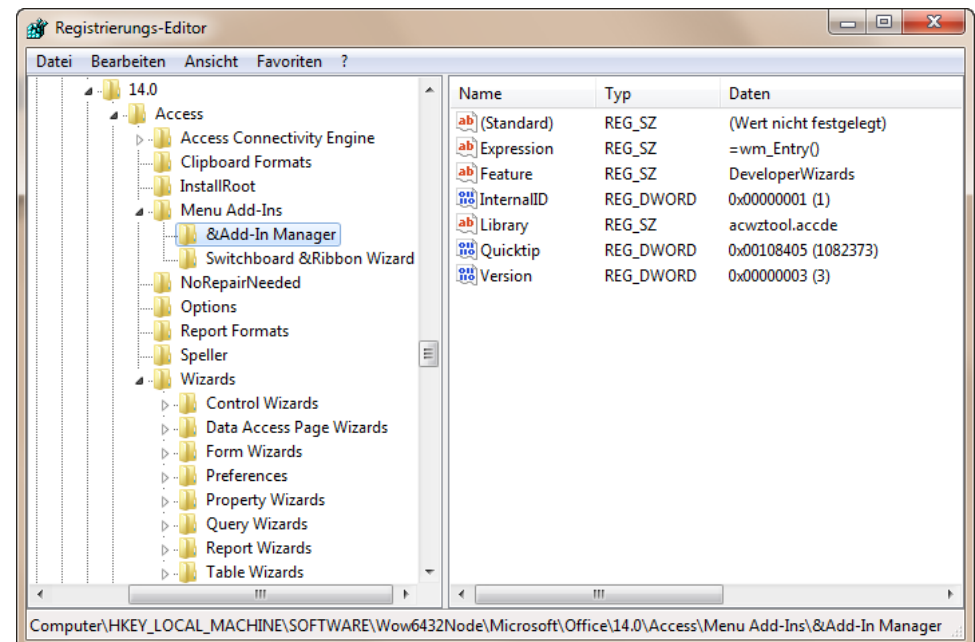 Registrierungs-Editor
Datei Bearbeiten Ansicht Favoriten ?
14.0
Access
Access Connectivity Engine
Clipboard Formats
InstallRoot
Menu Add-Ins
&Add-In Manager
Switchboard &Ribbon Wizard
NoRepairNeeded
Options
Report Formats
Speller
Wizards
Control Wizards
Data Access Page Wizards
Form Wizards
Preferences
Property Wizards
Query Wizards
Report Wizards
Table Wizards
Name Typ Daten
(Standard) REG_SZ (Wert nicht festgelegt)
Expression REG_SZ =wm_Entry()
Feature REG_SZ DeveloperWizards
InternalID REG_DWORD 0x00000001 (1)
Library REG_SZ acwztool.accde
Quicktip REG_DWORD 0x00108405 (1082373)
Version REG_DWORD 0x00000003 (3)
Computer\HKEY_LOCAL_MACHINE\SOFTWARE\Wow6432Node\Microsoft\Office\14.0\Access\Menu Add-Ins\&Add-In Manager